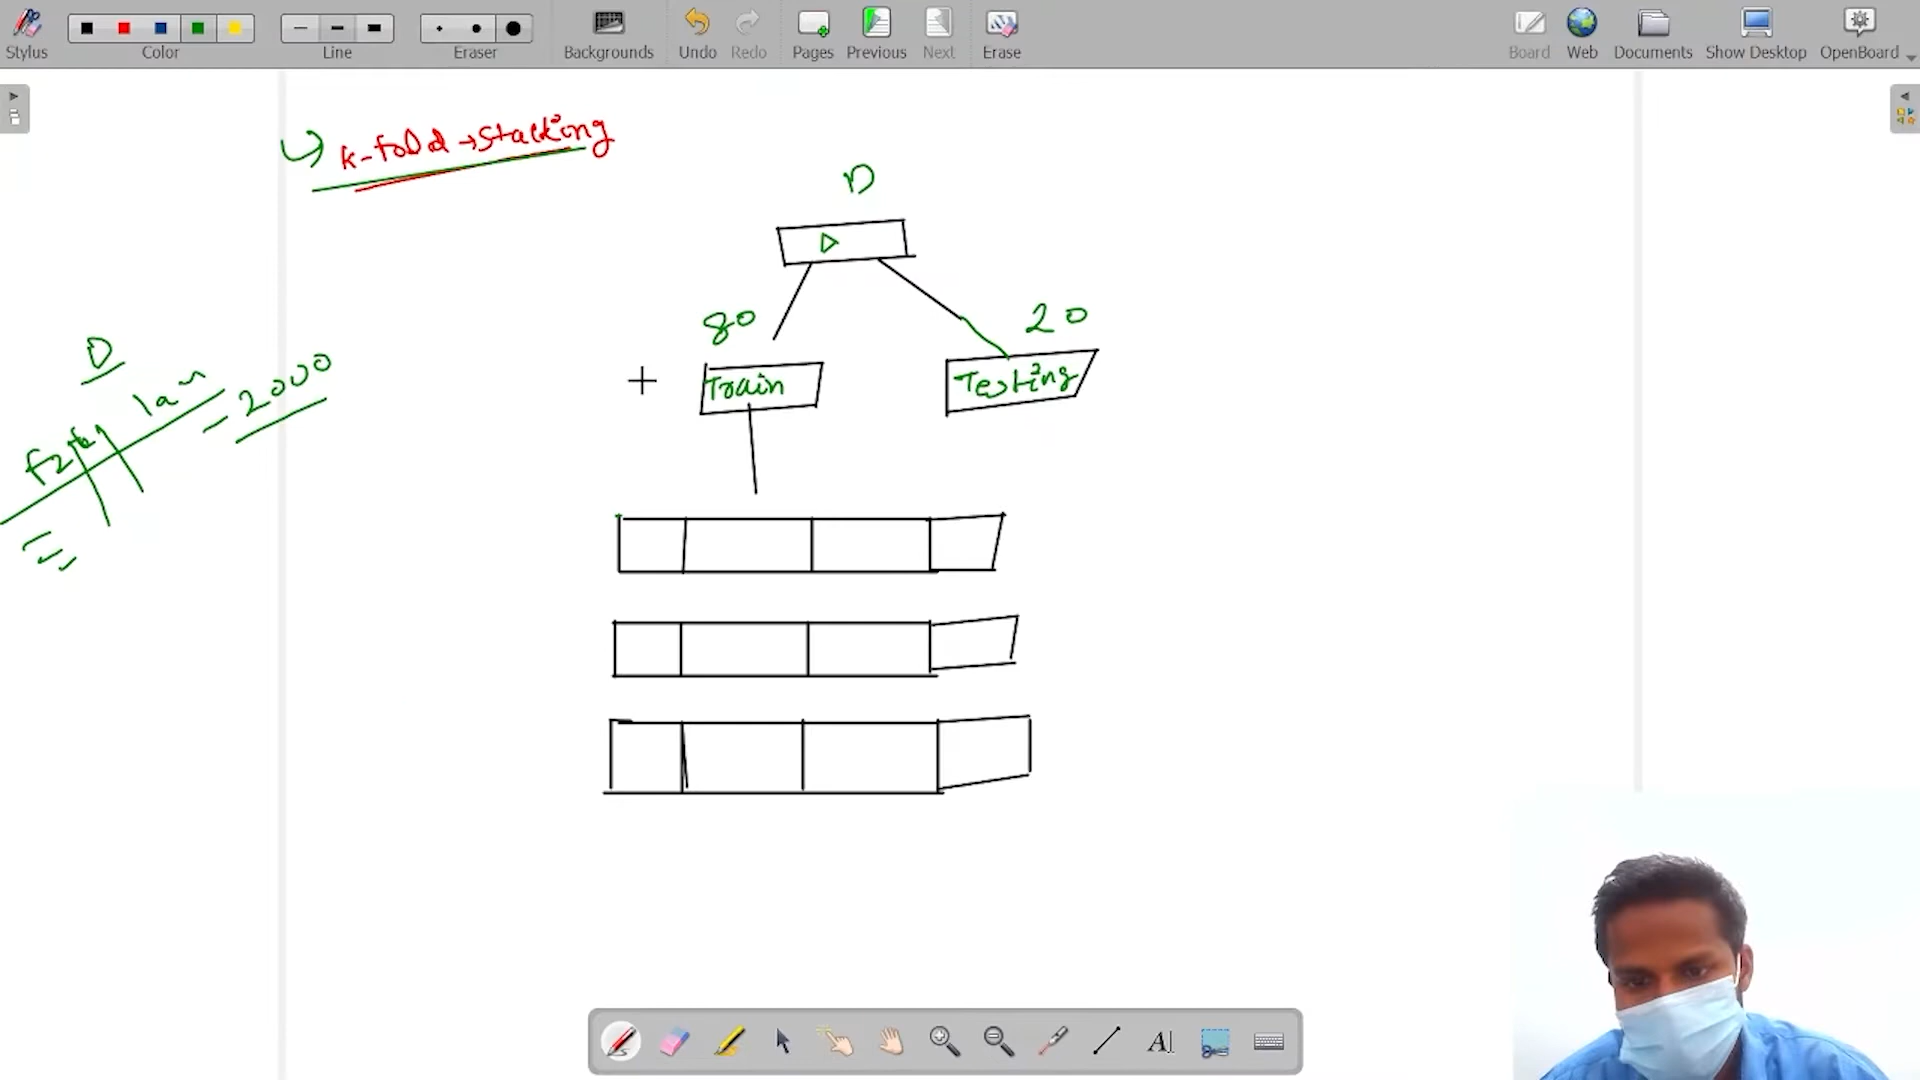 Stylus
Color
Line
Eraser
Backgrounds
Undo
Redo
Pages
Previous
Next
Erase
Board
Web
Documents
Show Desktop
OpenBoard
k-fold → Stacking
D
D
80
20
Train
Testing
D
= 2000
f2